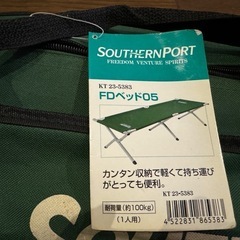 SOUTHERNPORT
FREEDOM VENTURE SPIRITS
KT 23-5383
FDベッド05
カンタン収納で軽くて持ち運び
がとっても便利。
KT 23-5383
耐荷重(約100kg)
(1人用)
4 522831 865383